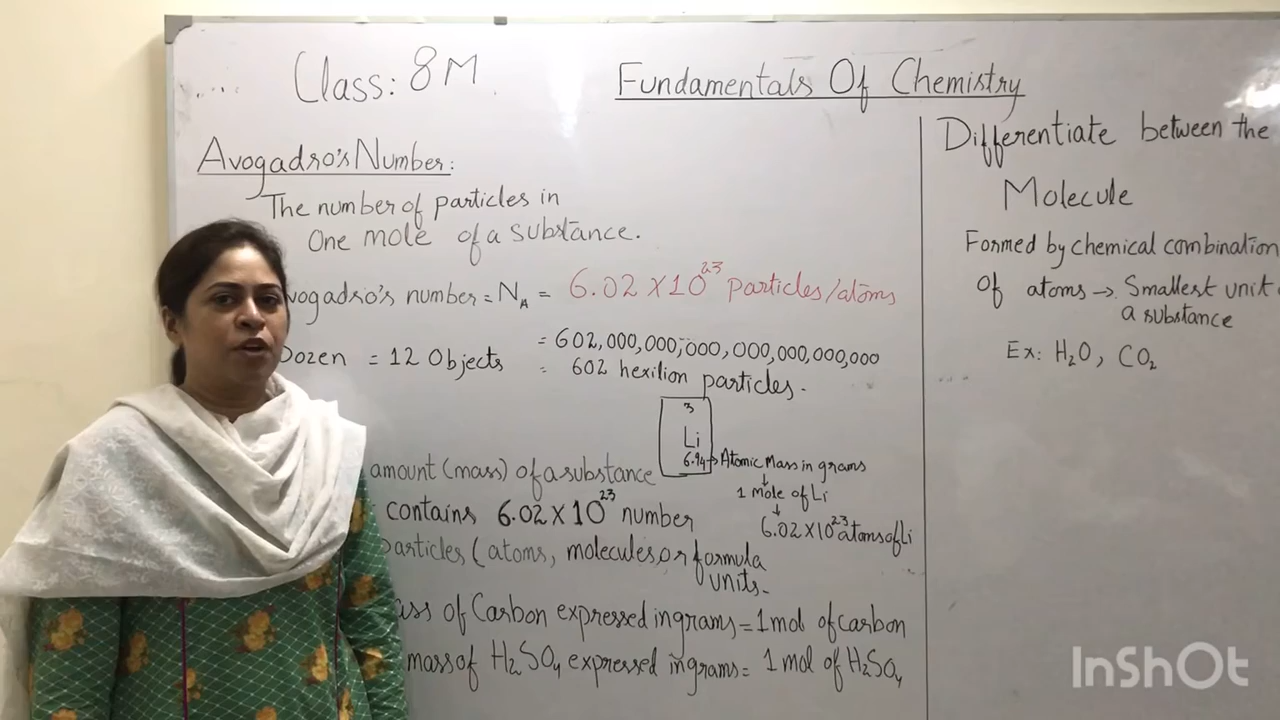 Class: 8M
Fundamentals Of Chemistry
Avogadro's Number:
The number of particles in
One mole of a substance.
vogadro's number = N_A = 6.02 X 10^23 particles/atoms
Dozen = 12 Objects
= 602,000,000,000,000,000,000,000
= 602 hexilion particles.
3
Li
6.94 → Atomic Mass in grams
↓
1 mole of Li
↓
6.02 X 10^23 atoms of Li
amount (mass) of a substance
contains 6.02 X 10^23 number
particles (atoms, molecules, or formula
units.
ass of Carbon expressed in grams = 1 mol of carbon
mass of H₂SO₄ expressed in grams = 1 mol of H₂SO₄
Differentiate between the
Molecule
Formed by chemical combination
Of atoms → Smallest unit
a substance
Ex: H₂O, CO₂
InShOt